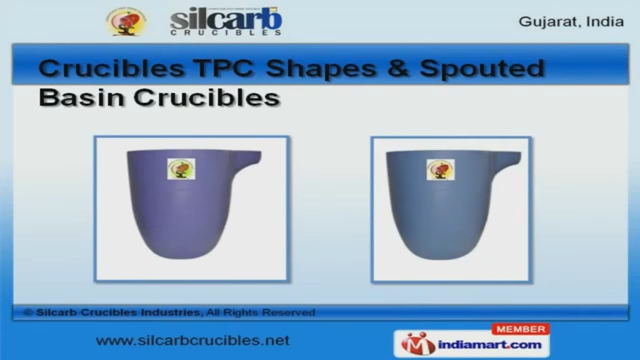 silcarb
CRUCIBLES
Gujarat, India
Crucibles TPC Shapes & Spouted
Basin Crucibles
© Silcarb Crucibles Industries, All Rights Reserved
www.silcarbcrucibles.net
MEMBER
indiamart.com